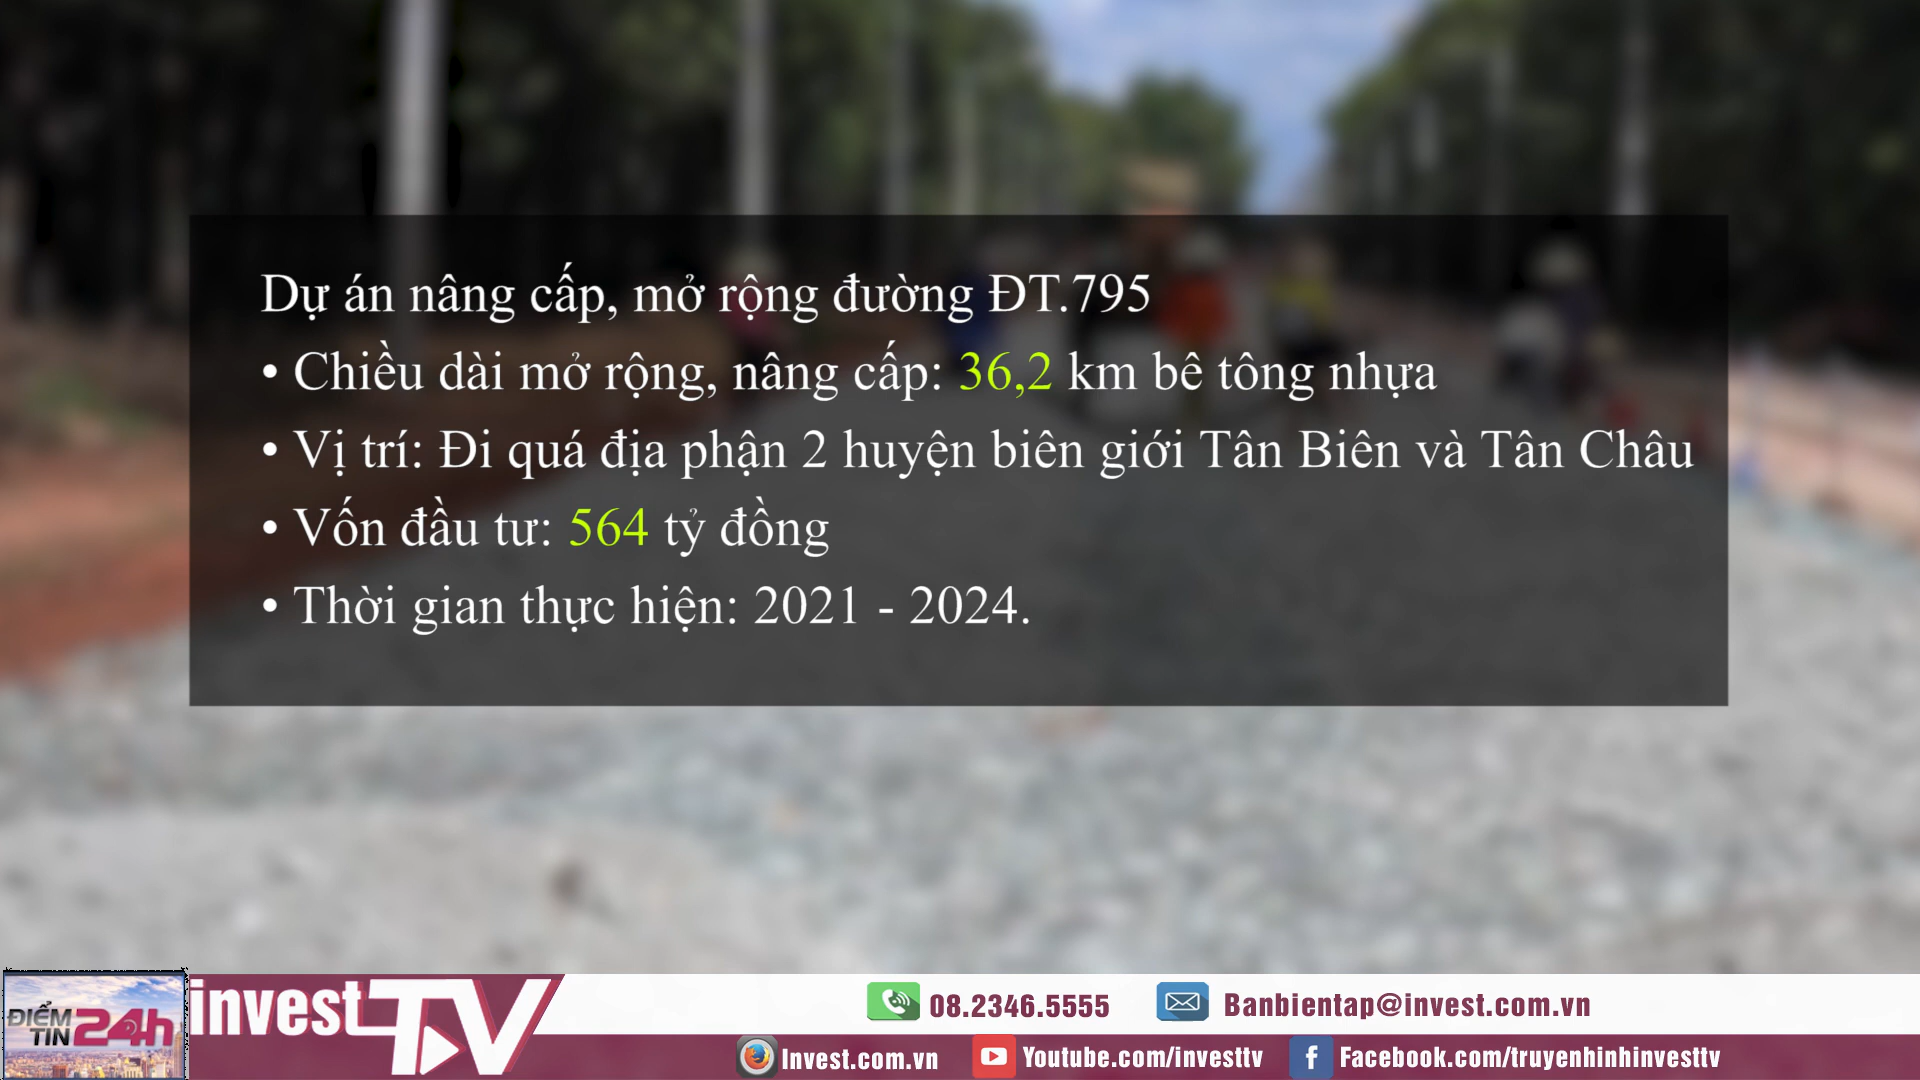 Dự án nâng cấp, mở rộng đường ĐT.795
• Chiều dài mở rộng, nâng cấp: 36,2 km bê tông nhựa
• Vị trí: Đi quá địa phận 2 huyện biên giới Tân Biên và Tân Châu
• Vốn đầu tư: 564 tỷ đồng
• Thời gian thực hiện: 2021 - 2024.
ĐIỂM TIN 24h
invest TV
08.2346.5555
Banbientap@invest.com.vn
Invest.com.vn
Youtube.com/investtv
Facebook.com/truyenhinhinvesttv